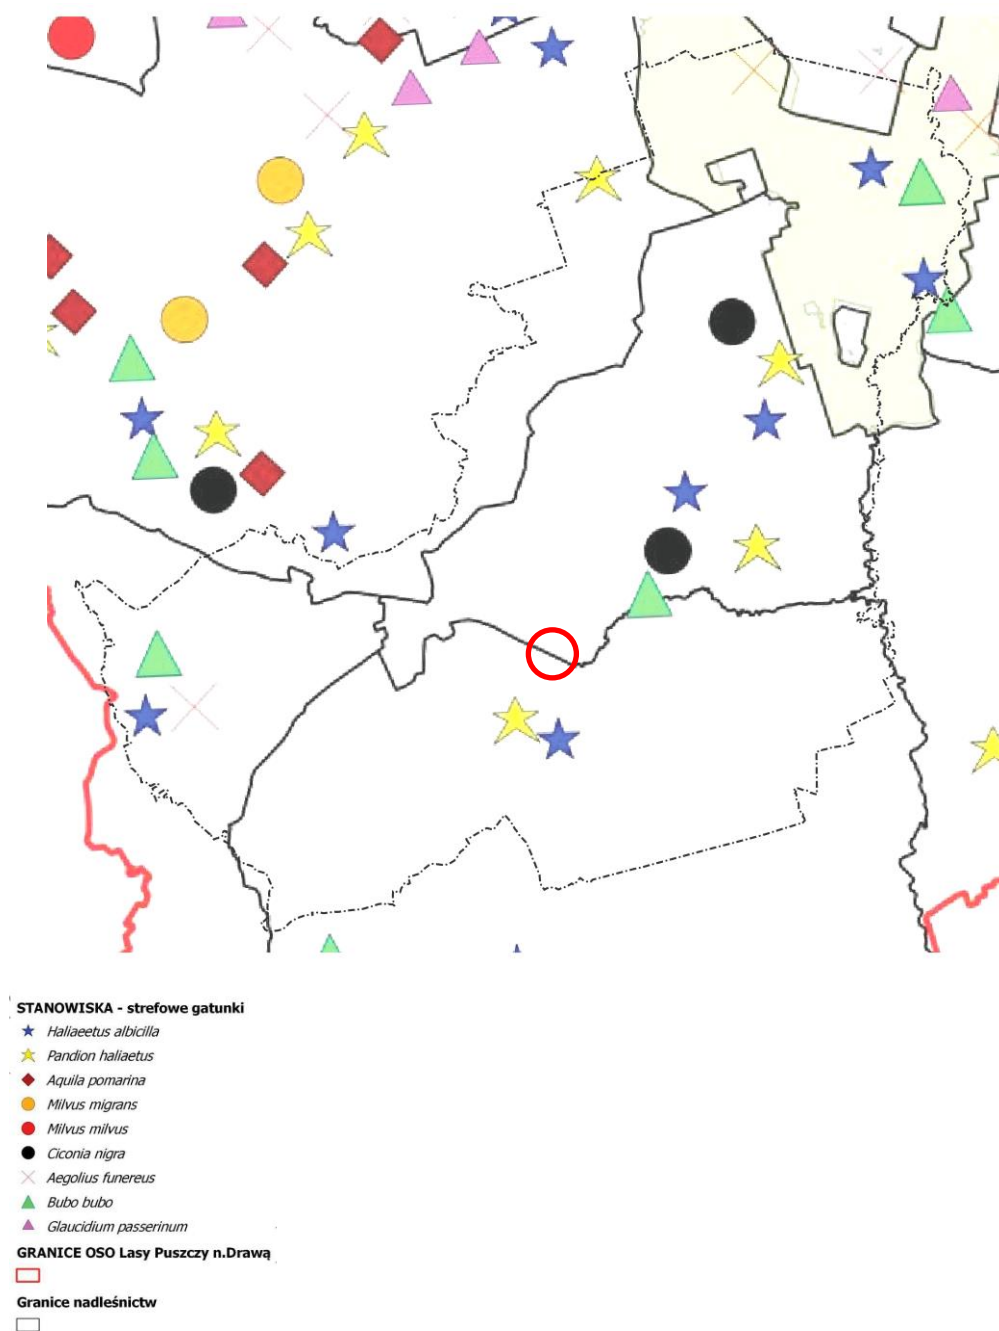 STANOWISKA - strefowe gatunki
Haliaeetus albicilla
Pandion haliaetus
Aquila pomarina
Milvus migrans
Milvus milvus
Ciconia nigra
Aegolius funereus
Bubo bubo
Glaucidium passerinum
GRANICE OSO Lasy Puszczy n.Drawą
Granice nadleśnictw